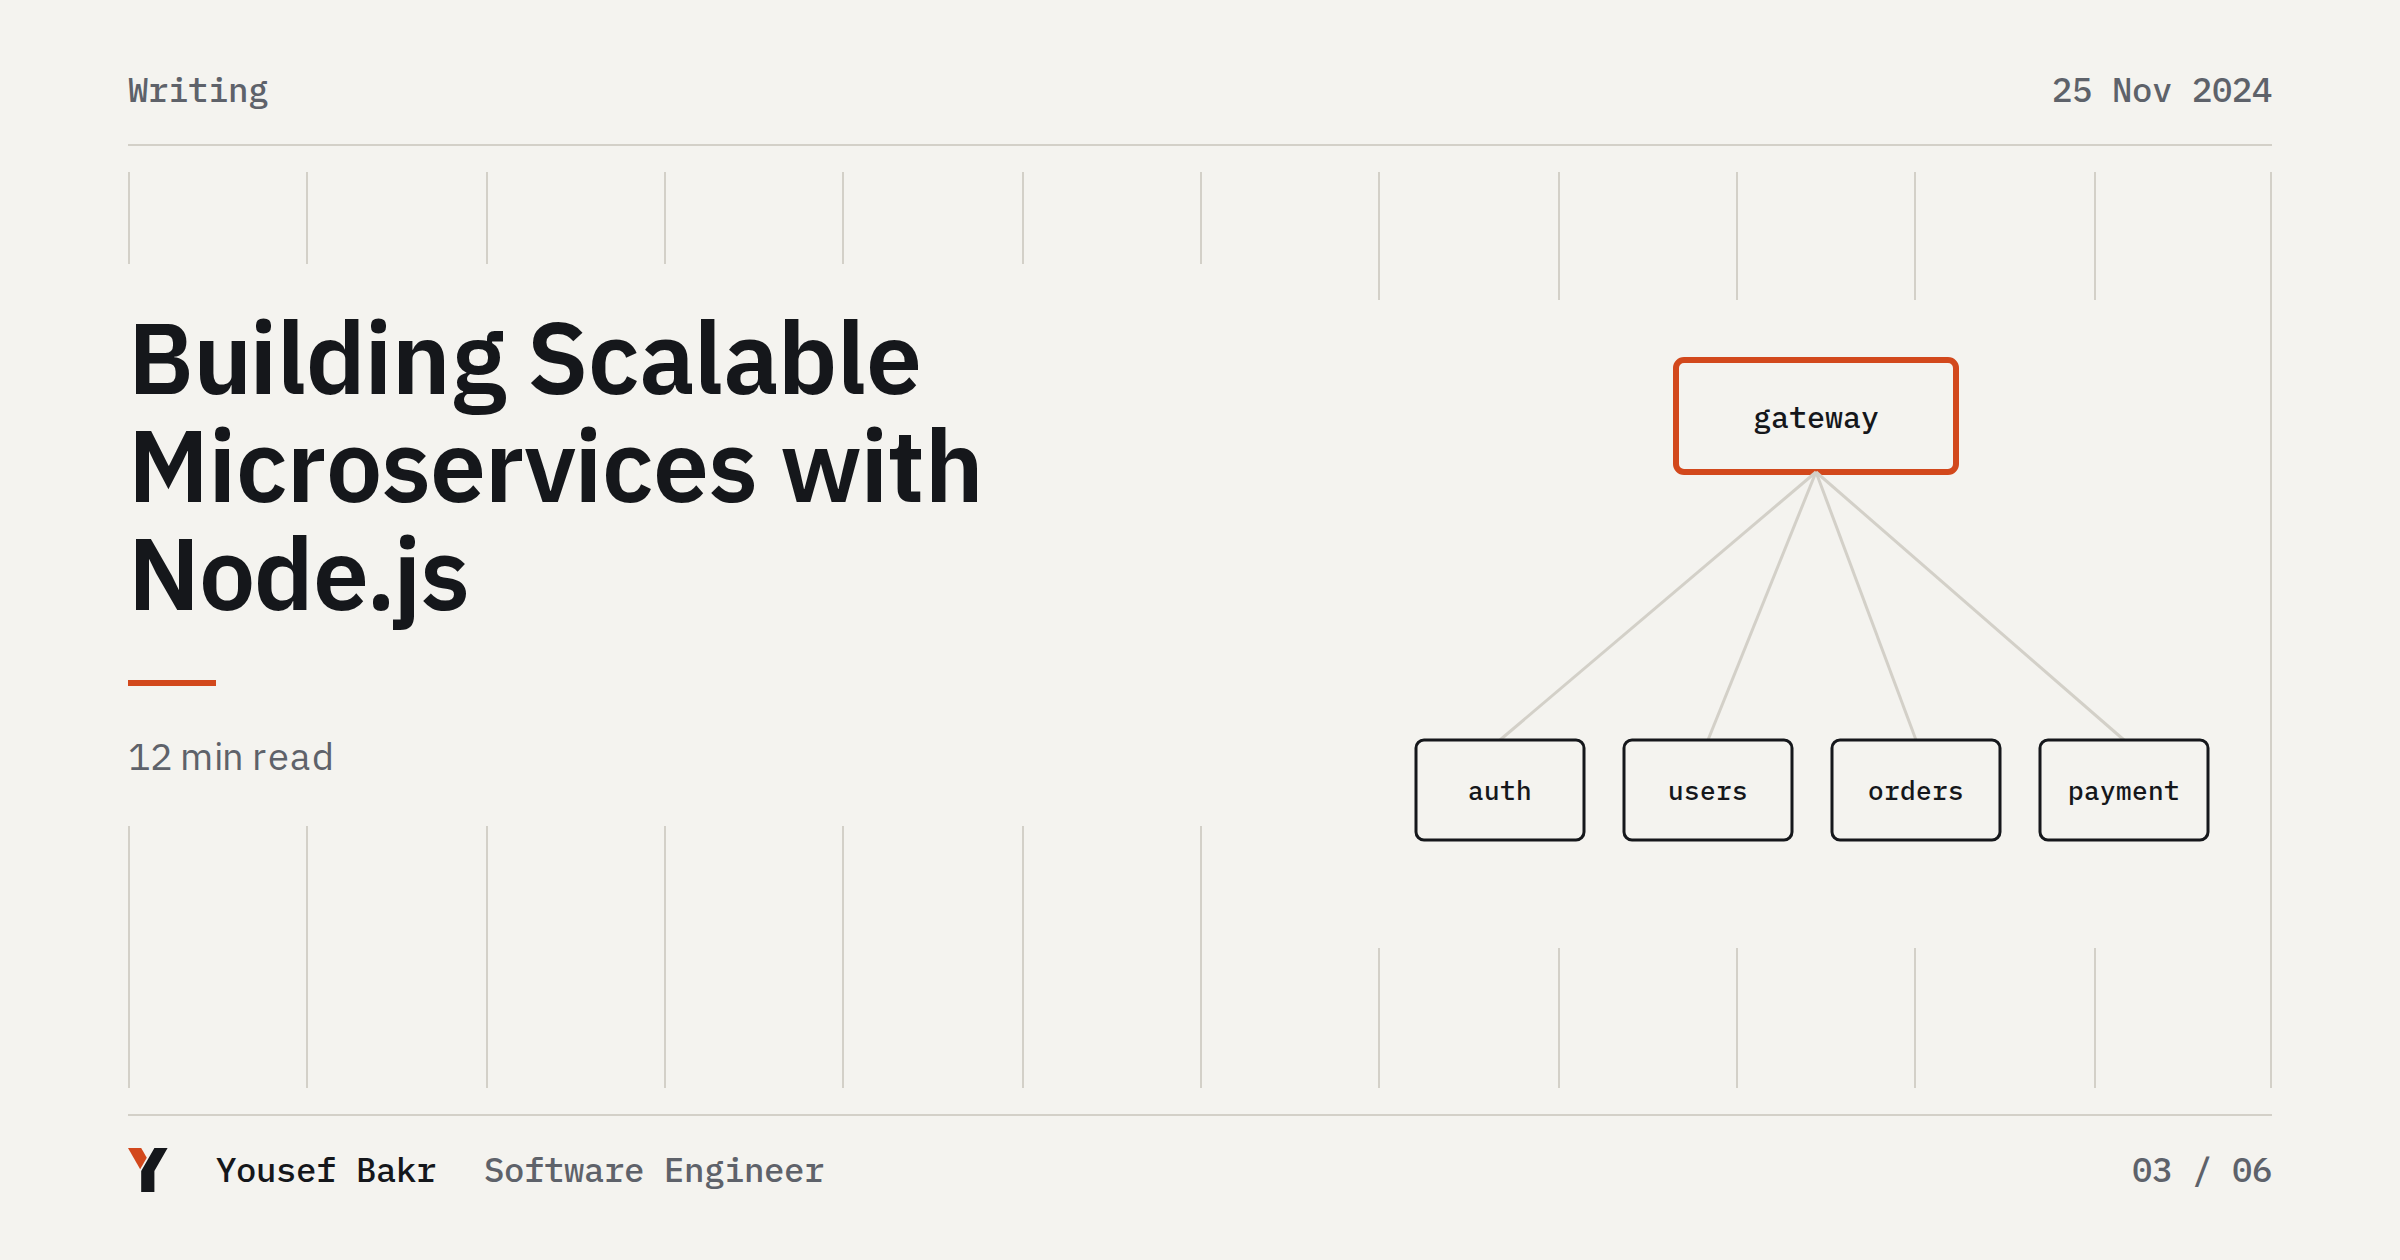 Writing
25 Nov 2024
Building Scalable
Microservices with
Node.js
12 min read
gateway
auth
users
orders
payment
Yousef Bakr
Software Engineer
03 / 06